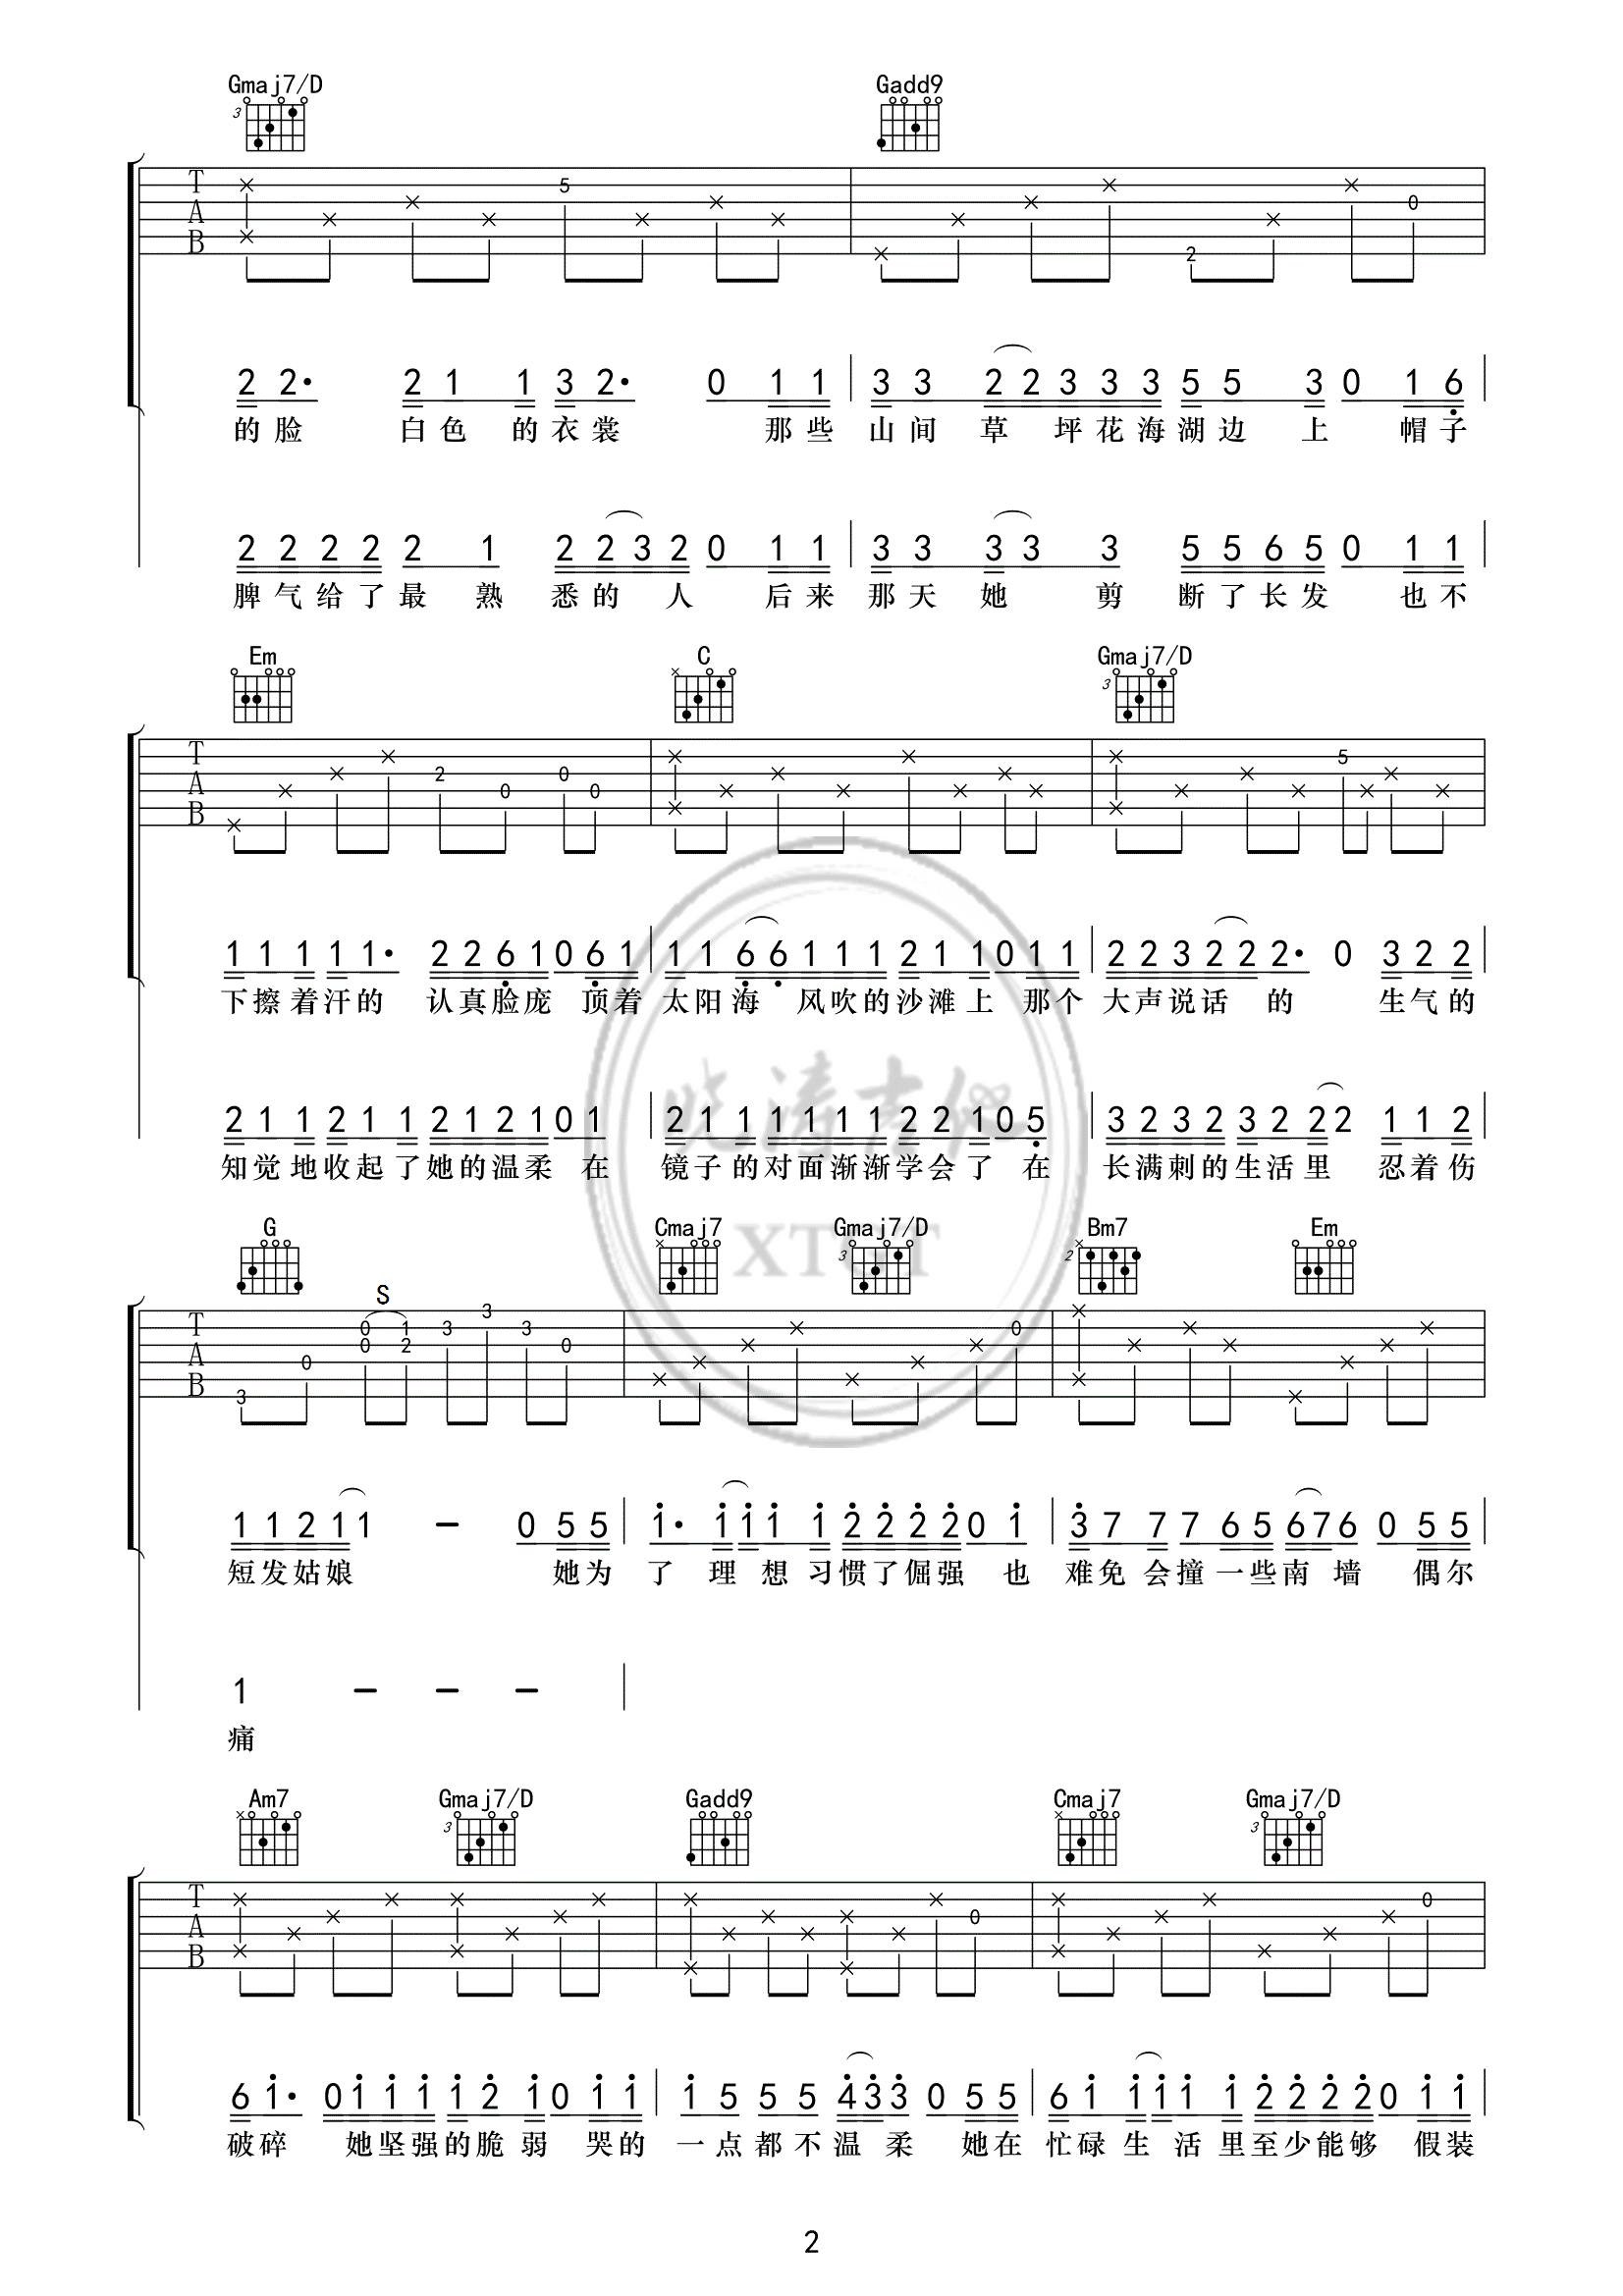 Gmaj7/D Gadd9
3
T A B × × × × × 5 × × × × × × × 2 × × 0
2 2· 2 1 1 3 2· 0 1 1 3 3 2 2 3 3 3 5 5 3 0 1 6
的脸 白色 的衣裳 那些 山间 草 坪花海湖边 上 帽子
2 2 2 2 2 1 2 2 3 2 0 1 1 3 3 3 3 3 5 5 6 5 0 1 1
脾气给了最 熟 悉的 人 后来 那天 她 剪 断了长发 也不
Em C Gmaj7/D
3
T A B × × × × 2 0 0 0 × × × × × × × × × × × × × × 5 × × ×
1 1 1 1 1· 2 2 6 1 0 6 1 1 1 6 6 1 1 1 2 1 1 0 1 1 2 2 3 2 2 2· 0 3 2 2
下擦着汗的 认真脸庞 顶着 太阳海 风吹的沙滩上 那个 大声说话 的 生气的
2 1 1 2 1 1 2 1 2 1 0 1 2 1 1 1 1 1 1 2 2 1 0 5 3 2 3 2 3 2 2 2 1 1 2
知觉地收起了她的温柔 在 镜子的对面渐渐学会了 在 长满刺的生活里 忍着伤
晓涛吉他
XTGT
G Cmaj7 Gmaj7/D Bm7 Em
3 2
S
T A B 3 0 0 0 1 2 3 3 3 0 × × × × × × × 0 × × × × × × × × ×
1 1 2 1 1 – 0 5 5 1· 1 1 1 1 2 2 2 2 0 1 3 7 7 7 6 5 6 7 6 0 5 5
短发姑娘 她为 了 理 想 习惯了倔强 也 难免 会撞一些南 墙 偶尔
1 – – –
痛
Am7 Gmaj7/D Gadd9 Cmaj7 Gmaj7/D
3 3
T A B × × × × × × × × × × × × × × × × × × × 0 × × × × × × × × 0
6 1· 0 1 1 1 1 2 1 0 1 1 1 5 5 5 4 3 3 0 5 5 6 1 1 1 1 1 2 2 2 2 0 1 1
破碎 她坚强的脆 弱 哭的 一点都不温 柔 她在 忙碌 生 活 里至少能够 假装
2